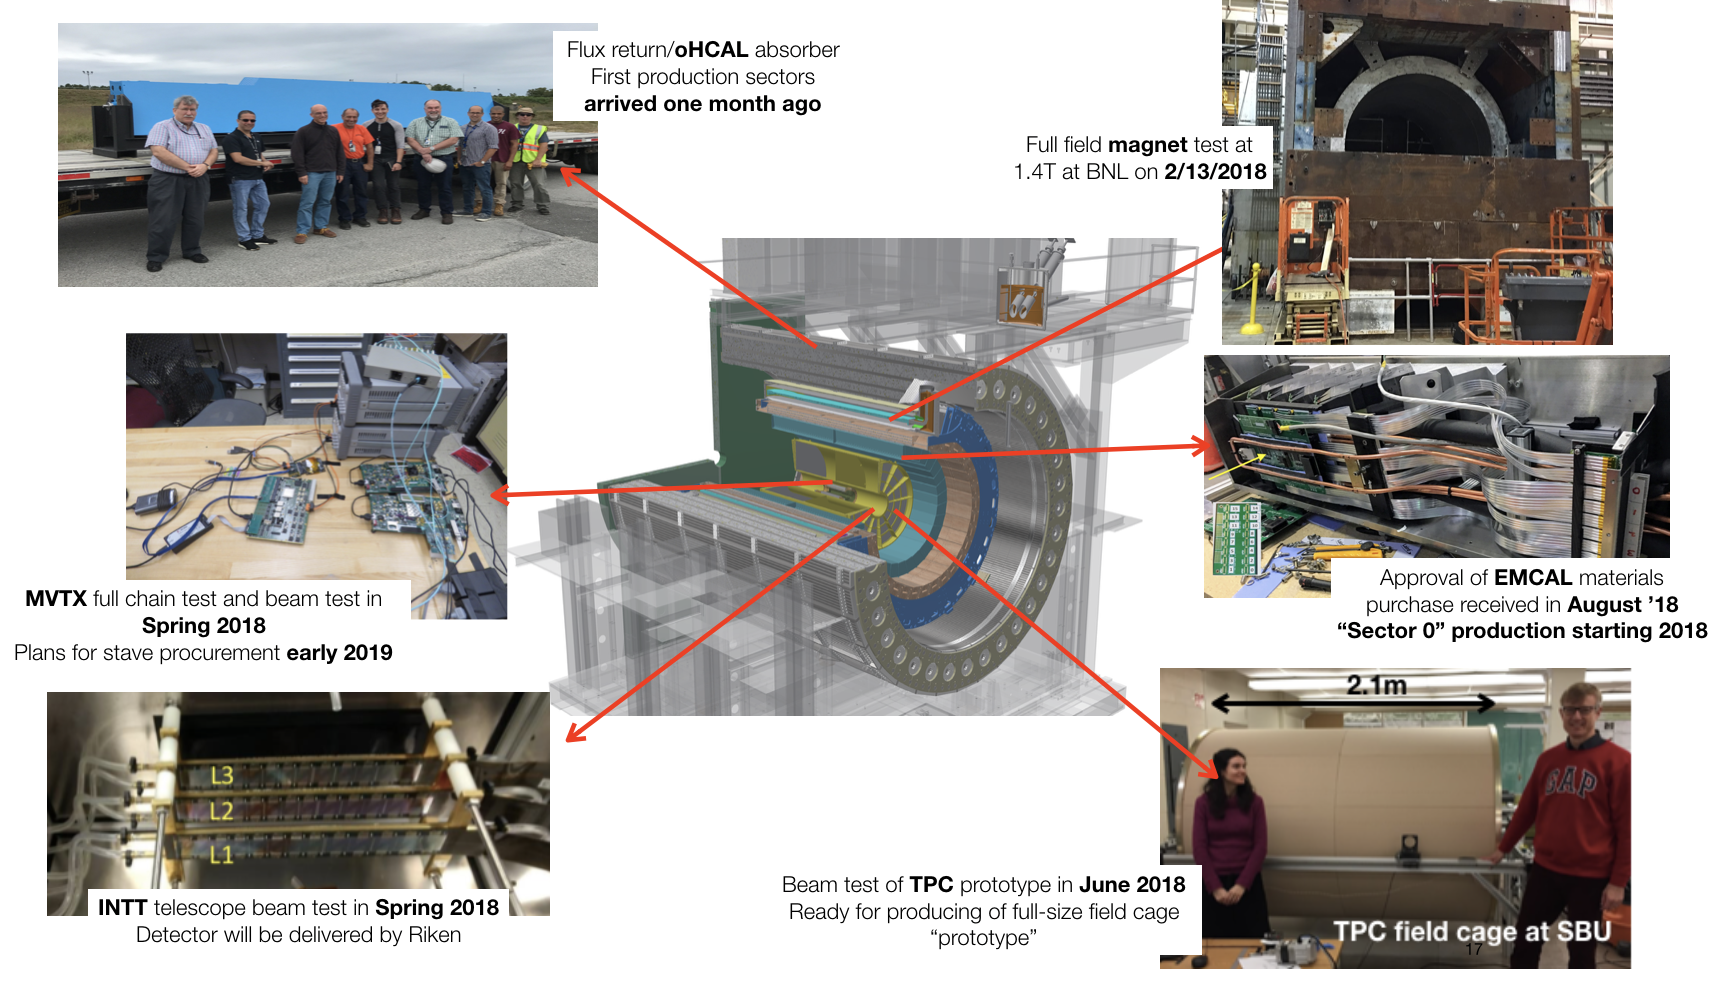 Flux return/oHCAL absorber
First production sectors
arrived one month ago
Full field magnet test at
1.4T at BNL on 2/13/2018
MVTX full chain test and beam test in
Spring 2018
Plans for stave procurement early 2019
Approval of EMCAL materials
purchase received in August ’18
“Sector 0” production starting 2018
L3
L2
L1
INTT telescope beam test in Spring 2018
Detector will be delivered by Riken
2.1m
GAP
Beam test of TPC prototype in June 2018
Ready for producing of full-size field cage
“prototype”
TPC field cage at SBU
17